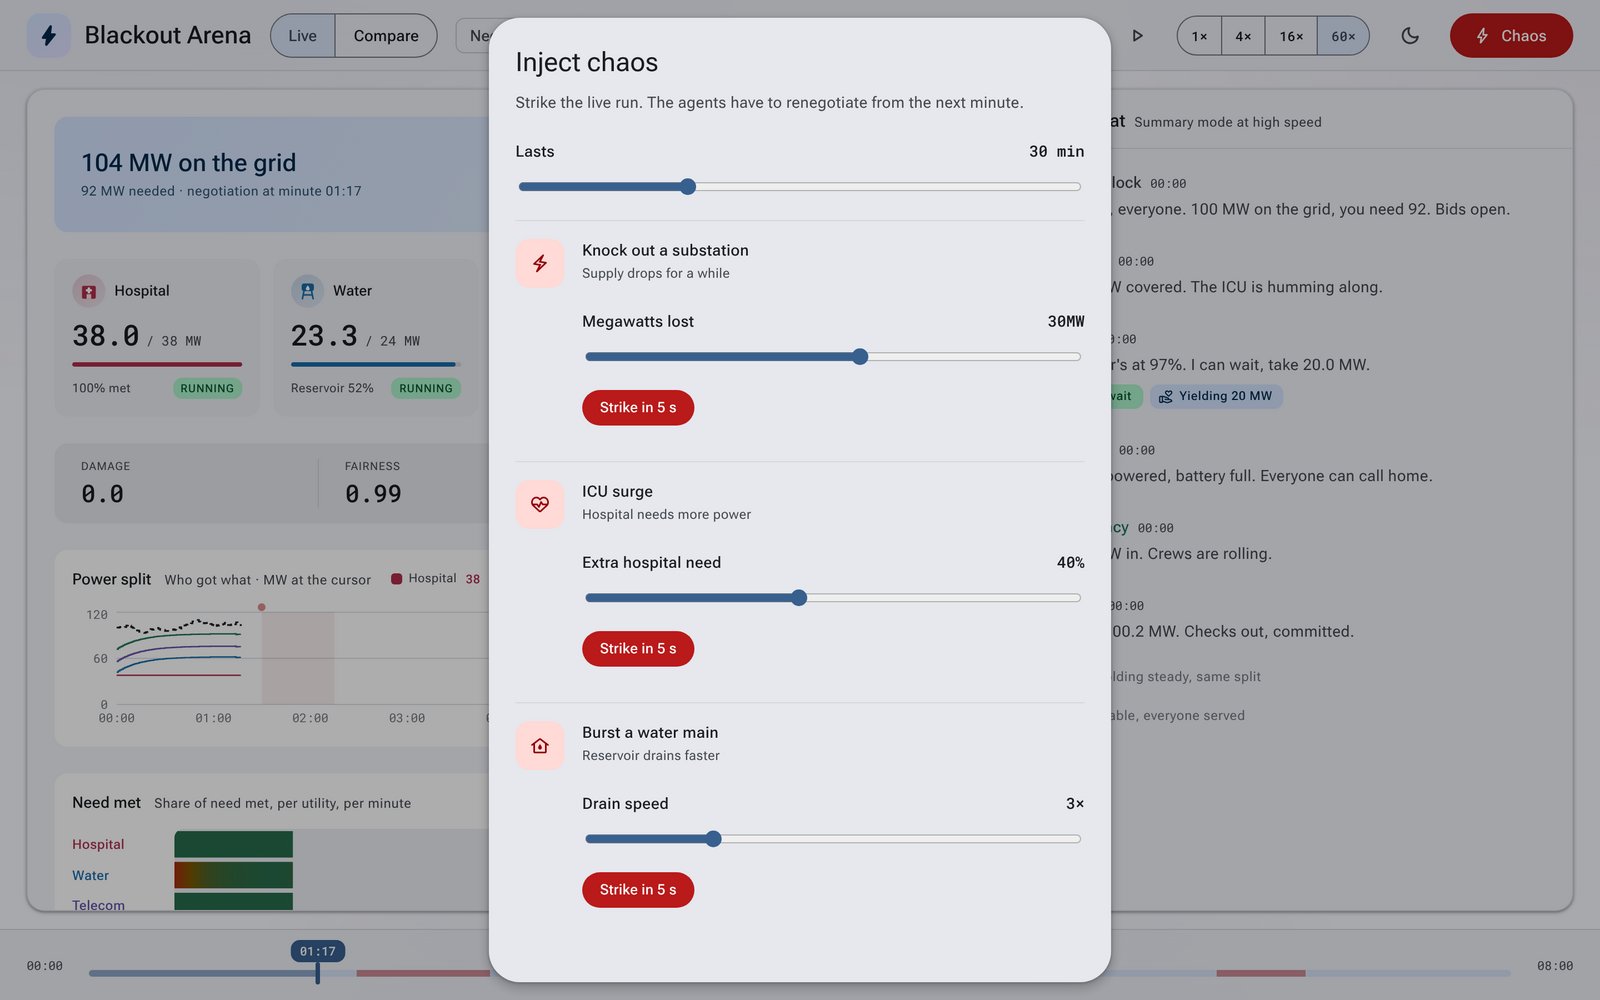 Blackout Arena
Live
Compare
1×
4×
16×
60×
Chaos
104 MW on the grid
92 MW needed · negotiation at minute 01:17
Hospital
38.0 / 38 MW
100% met
RUNNING
Water
23.3 / 24 MW
Reservoir 52%
RUNNING
DAMAGE
0.0
FAIRNESS
0.99
Power split
Who got what · MW at the cursor
Hospital 38
120
60
0
00:00
01:00
02:00
03:00
Need met
Share of need met, per utility, per minute
Hospital
Water
Telecom
Inject chaos
Strike the live run. The agents have to renegotiate from the next minute.
Lasts
30 min
Knock out a substation
Supply drops for a while
Megawatts lost
30MW
Strike in 5 s
ICU surge
Hospital needs more power
Extra hospital need
40%
Strike in 5 s
Burst a water main
Reservoir drains faster
Drain speed
3×
Strike in 5 s
Summary mode at high speed
00:00
everyone. 100 MW on the grid, you need 92. Bids open.
00:00
covered. The ICU is humming along.
at 97%. I can wait, take 20.0 MW.
Yielding 20 MW
00:00
battery full. Everyone can call home.
00:00
in. Crews are rolling.
MW. Checks out, committed.
steady, same split
everyone served
00:00
01:17
08:00